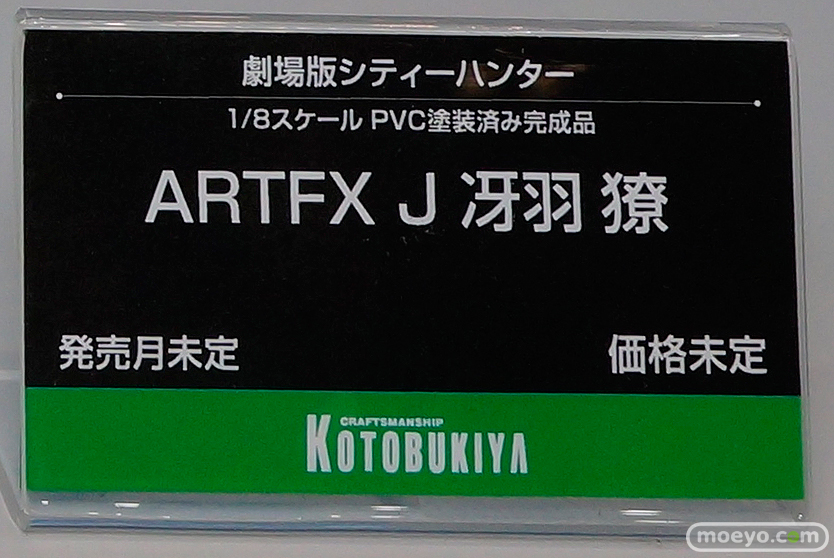 劇場版シティーハンター
1/8スケール PVC塗装済み完成品
ARTFX J 冴羽 獠
発売月未定 価格未定
CRAFTSMANSHIP
KOTOBUKIYA
moeyo.com